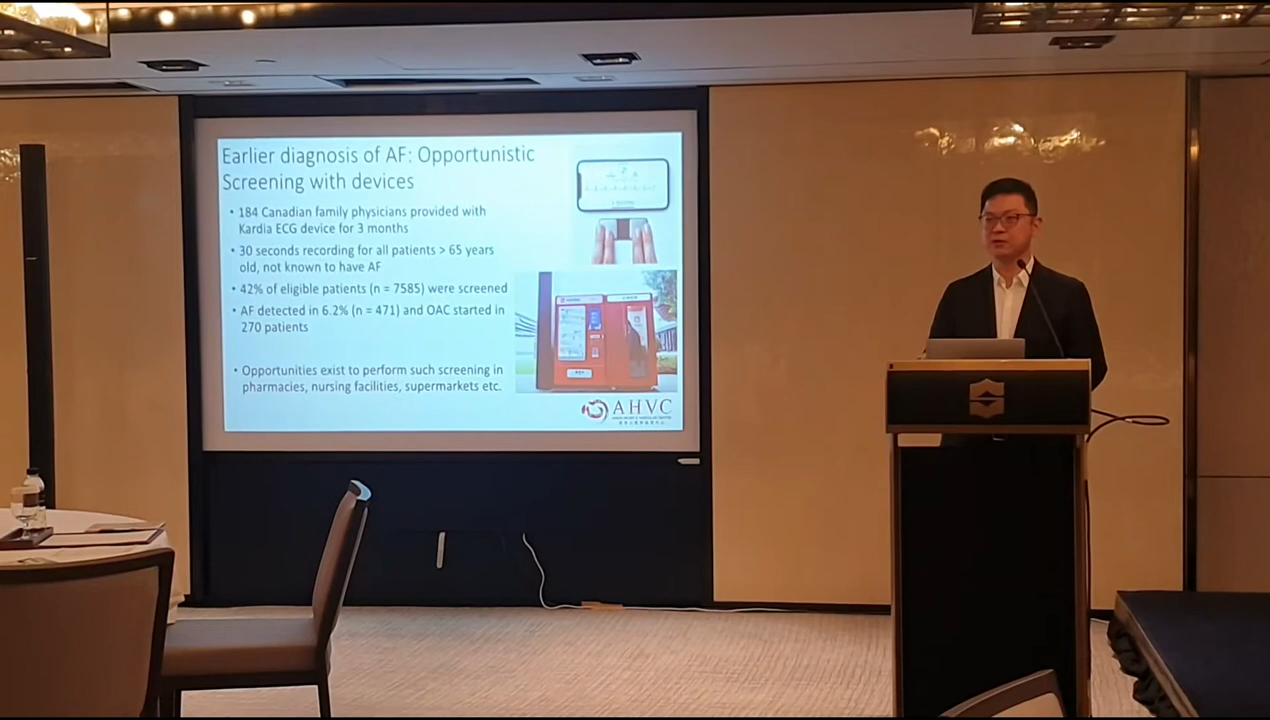 Earlier diagnosis of AF: Opportunistic
Screening with devices
• 184 Canadian family physicians provided with
Kardia ECG device for 3 months
• 30 seconds recording for all patients > 65 years
old, not known to have AF
• 42% of eligible patients (n = 7585) were screened
• AF detected in 6.2% (n = 471) and OAC started in
270 patients
• Opportunities exist to perform such screening in
pharmacies, nursing facilities, supermarkets etc.
AHVC